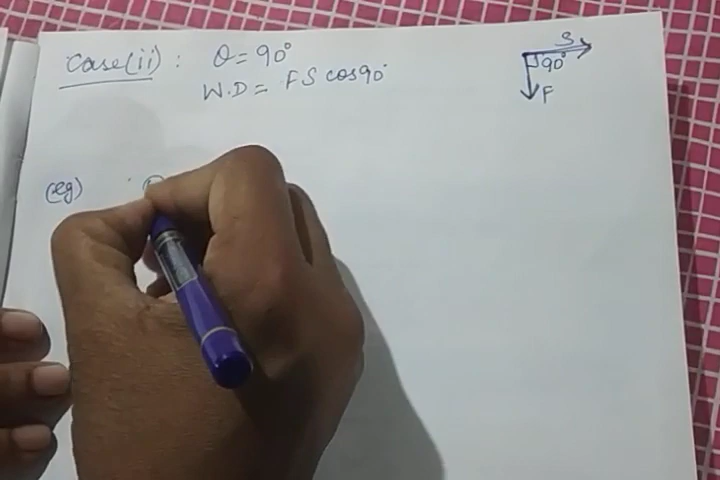 Case(ii) : θ = 90°
W.D = FS cos90°
S
90°
F
(eg)